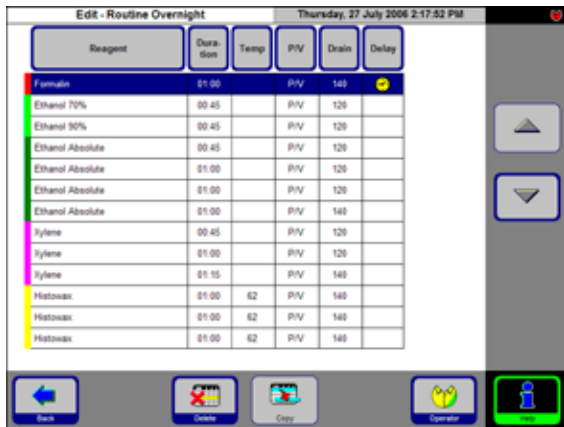 Edit - Routine Overnight Thursday, 27 July 2006 2:17:52 PM
Reagent Dura-tion Temp P/V Drain Delay
Formalin 01:00 P/V 140
Ethanol 70% 00:45 P/V 120
Ethanol 90% 00:45 P/V 120
Ethanol Absolute 00:45 P/V 120
Ethanol Absolute 01:00 P/V 120
Ethanol Absolute 01:00 P/V 120
Ethanol Absolute 01:00 P/V 140
Xylene 00:45 P/V 120
Xylene 01:00 P/V 120
Xylene 01:15 P/V 140
Histowax 01:00 62 P/V 140
Histowax 01:00 62 P/V 140
Histowax 01:00 62 P/V 140
Back Delete Copy Operator Help